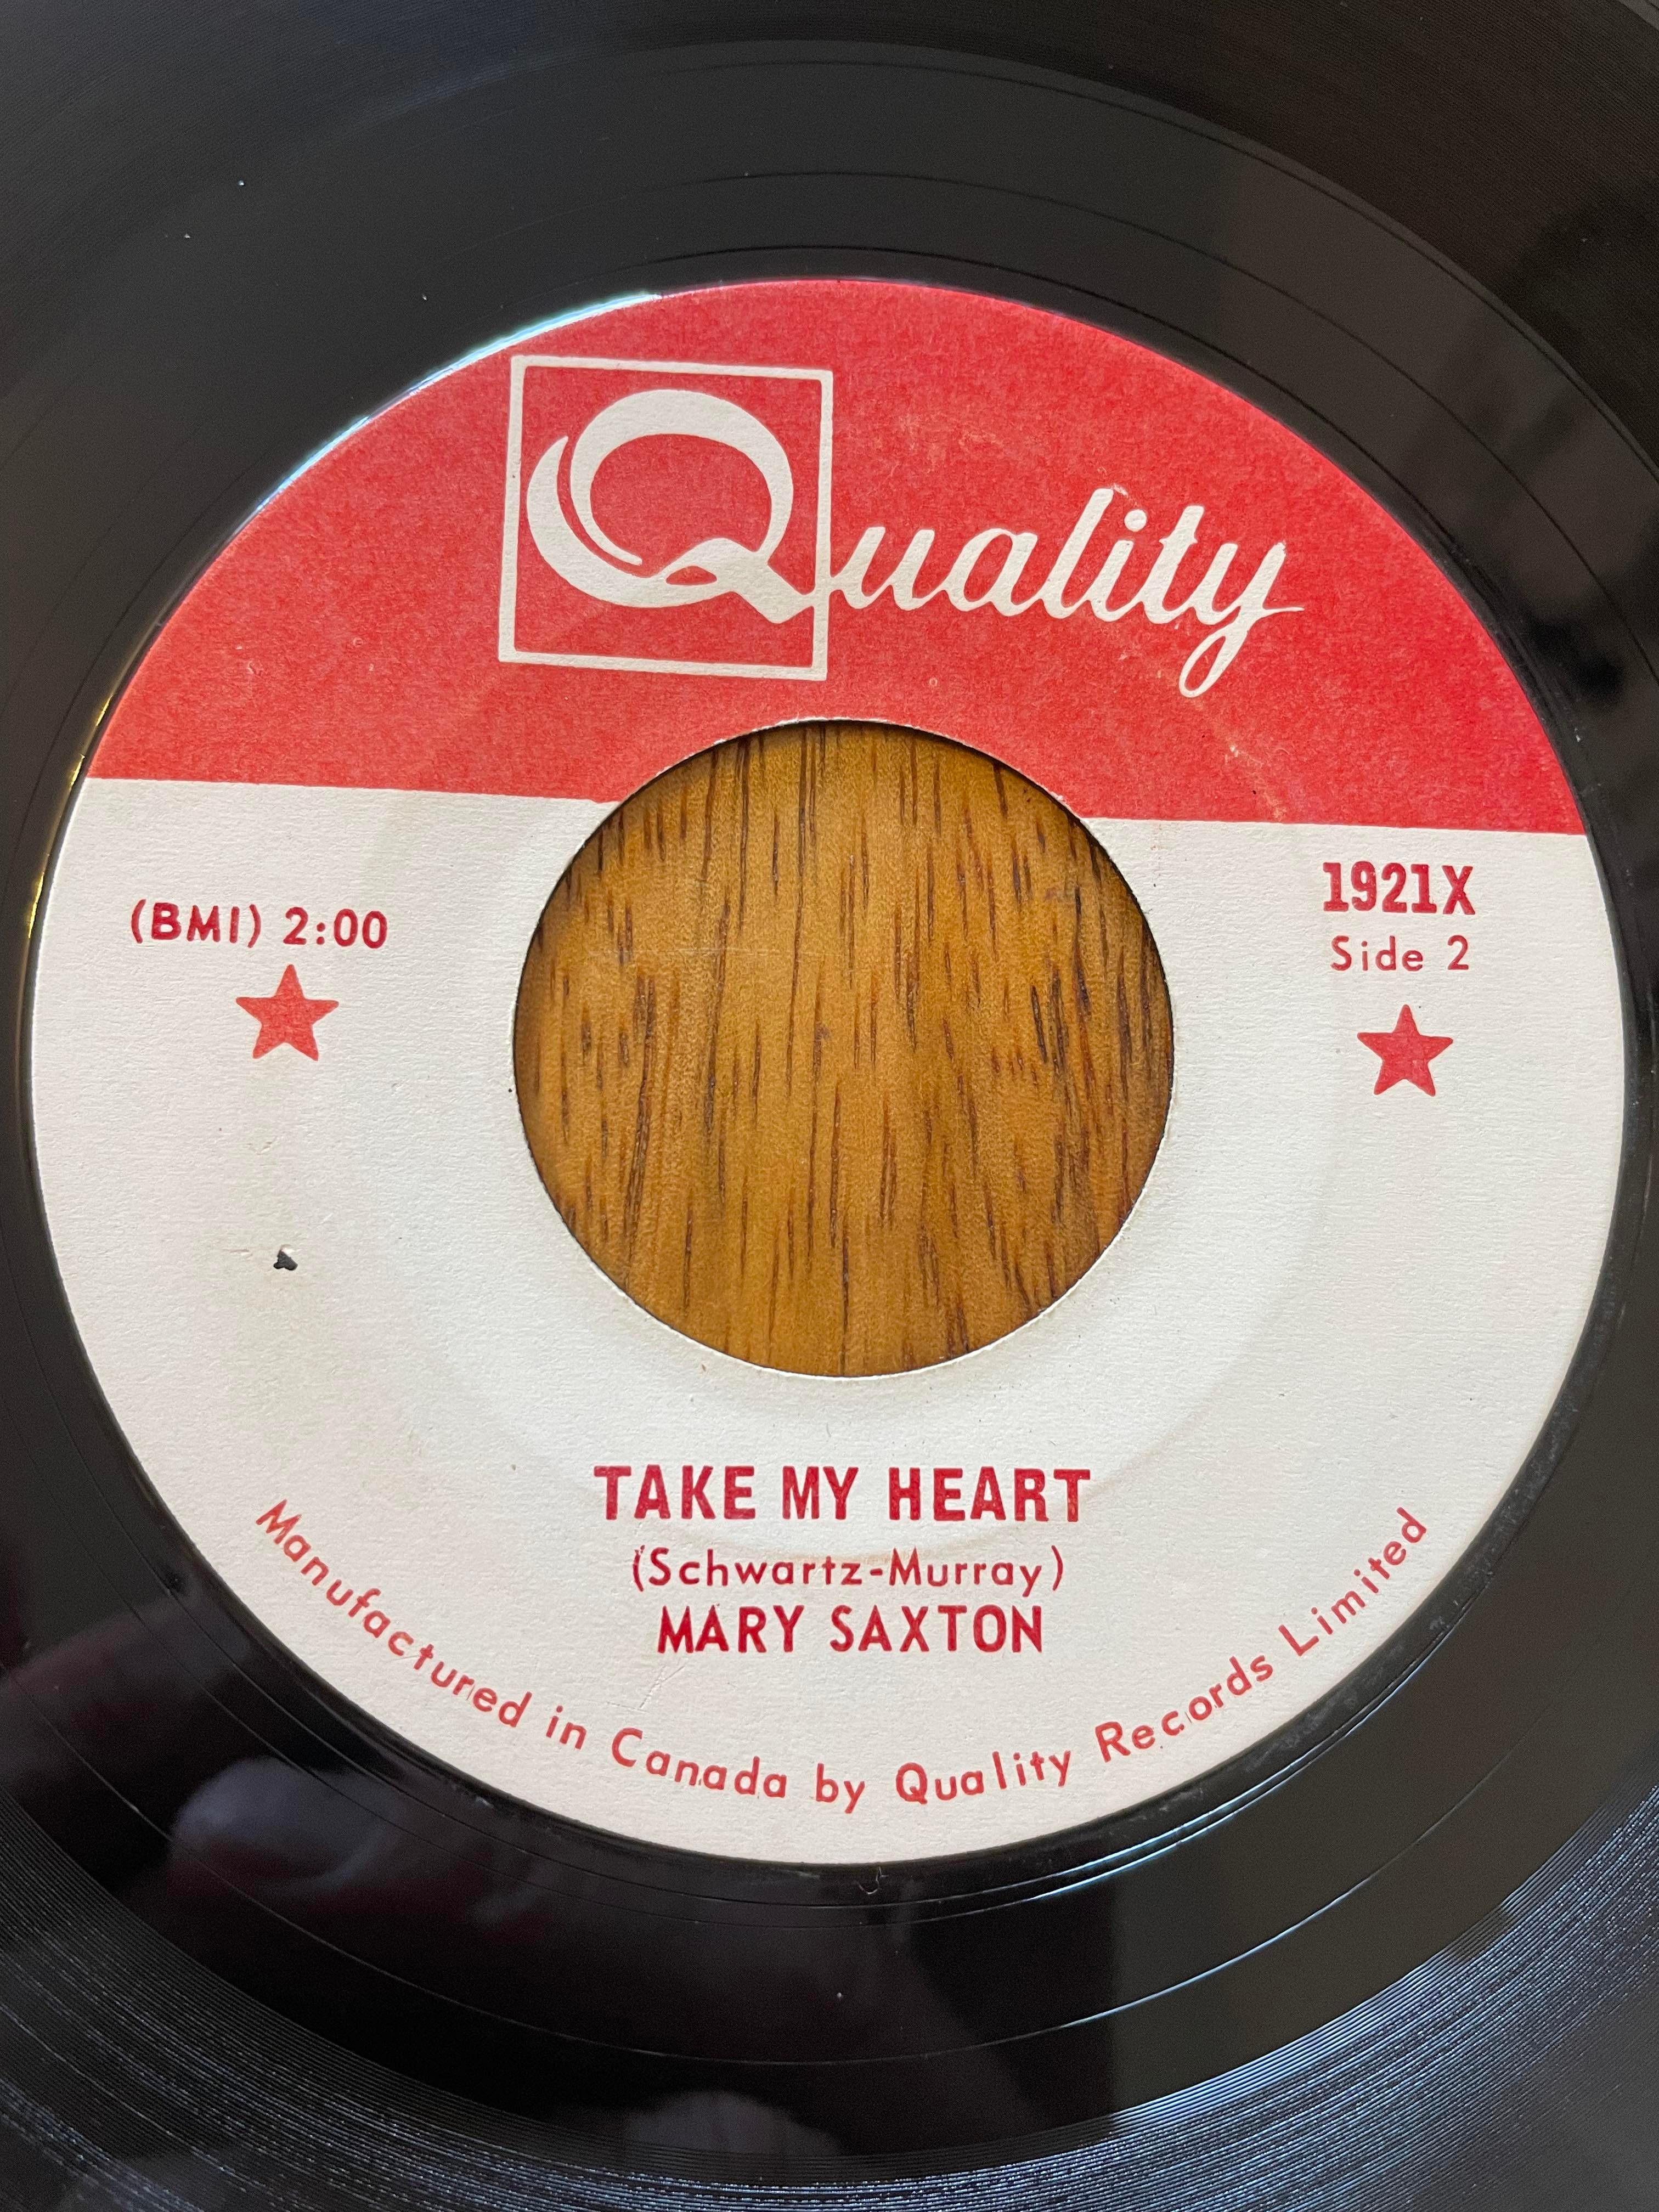 Quality
(BMI) 2:00
1921X
Side 2
TAKE MY HEART
(Schwartz-Murray)
MARY SAXTON
Manufactured in Canada by Quality Records Limited